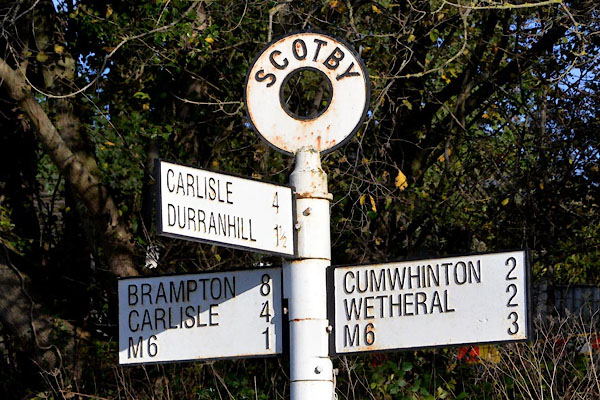 SCOTBY
CARLISLE 4
DURRANHILL 1½
BRAMPTON 8
CARLISLE 4
M6 1
CUMWHINTON 2
WETHERAL 2
M6 3